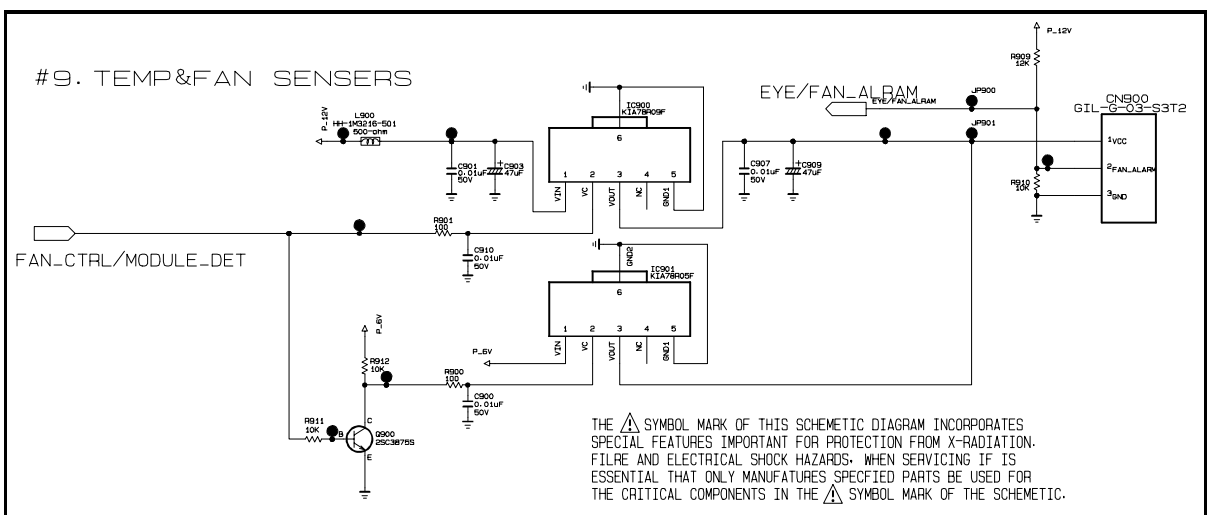 #9. TEMP&FAN SENSERS
P_12V
R909
12K
EYE/FAN_ALRAM
EYE/FAN_ALRAM
JP900
CN900
GIL-G-03-S3T2
L900
HH-1M3216-501
500-ohm
P_12V
IC900
KIA78R09F
6
JP901
1 VCC
C901
0.01uF
50V
+
C903
47uF
1 2 3 4 5
VIN VC VOUT NC GND1
C907
0.01uF
50V
+
C909
47uF
2 FAN_ALARM
R910
10K
3 GND
FAN_CTRL/MODULE_DET
R901
100
C910
0.01uF
50V
GND2
IC901
KIA78R05F
6
1 2 3 4 5
VIN VC VOUT NC GND1
P_6V
P_6V
R912
10K
R900
100
C900
0.01uF
50V
R911
10K
B
C
E
Q900
2SC3875S
THE ⚠ SYMBOL MARK OF THIS SCHEMETIC DIAGRAM INCORPORATES
SPECIAL FEATURES IMPORTANT FOR PROTECTION FROM X-RADIATION.
FILRE AND ELECTRICAL SHOCK HAZARDS, WHEN SERVICING IF IS
ESSENTIAL THAT ONLY MANUFATURES SPECFIED PARTS BE USED FOR
THE CRITICAL COMPONENTS IN THE ⚠ SYMBOL MARK OF THE SCHEMETIC.